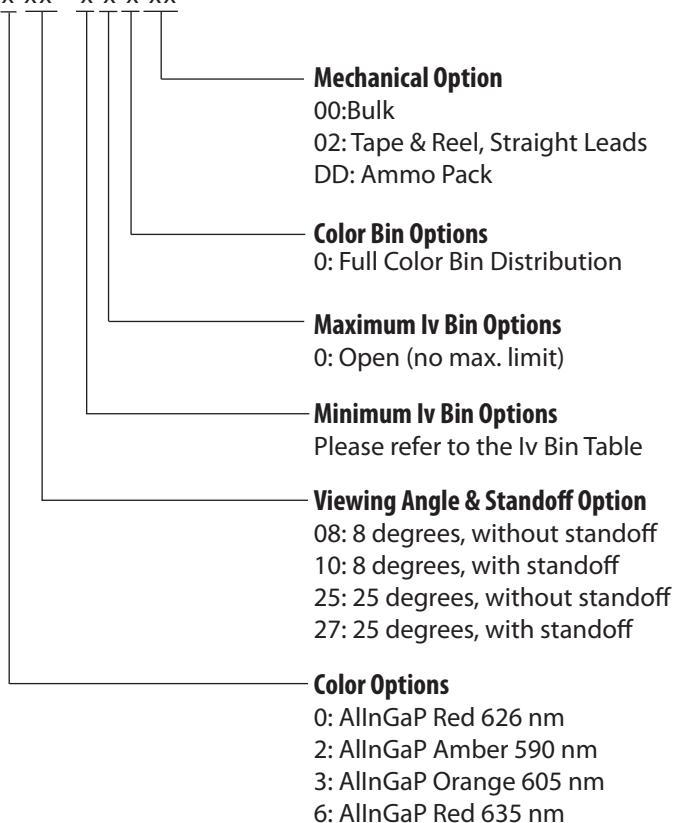 x xx x x x xx
Mechanical Option
00:Bulk
02: Tape & Reel, Straight Leads
DD: Ammo Pack
Color Bin Options
0: Full Color Bin Distribution
Maximum Iv Bin Options
0: Open (no max. limit)
Minimum Iv Bin Options
Please refer to the Iv Bin Table
Viewing Angle & Standoff Option
08: 8 degrees, without standoff
10: 8 degrees, with standoff
25: 25 degrees, without standoff
27: 25 degrees, with standoff
Color Options
0: AlInGaP Red 626 nm
2: AlInGaP Amber 590 nm
3: AlInGaP Orange 605 nm
6: AlInGaP Red 635 nm